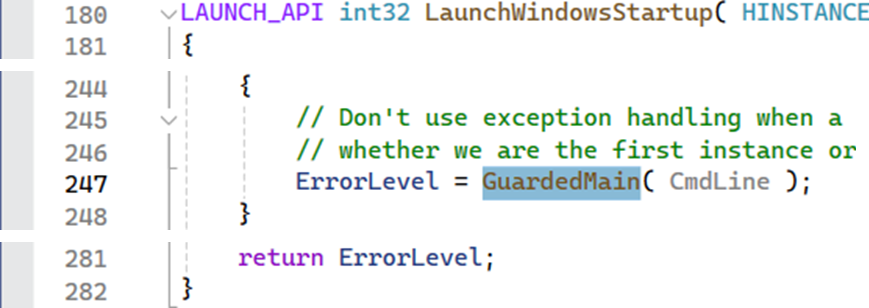 180 LAUNCH_API int32 LaunchWindowsStartup( HINSTANCE
181 {
244 {
245 // Don't use exception handling when a
246 // whether we are the first instance or
247 ErrorLevel = GuardedMain( CmdLine );
248 }
281 return ErrorLevel;
282 }